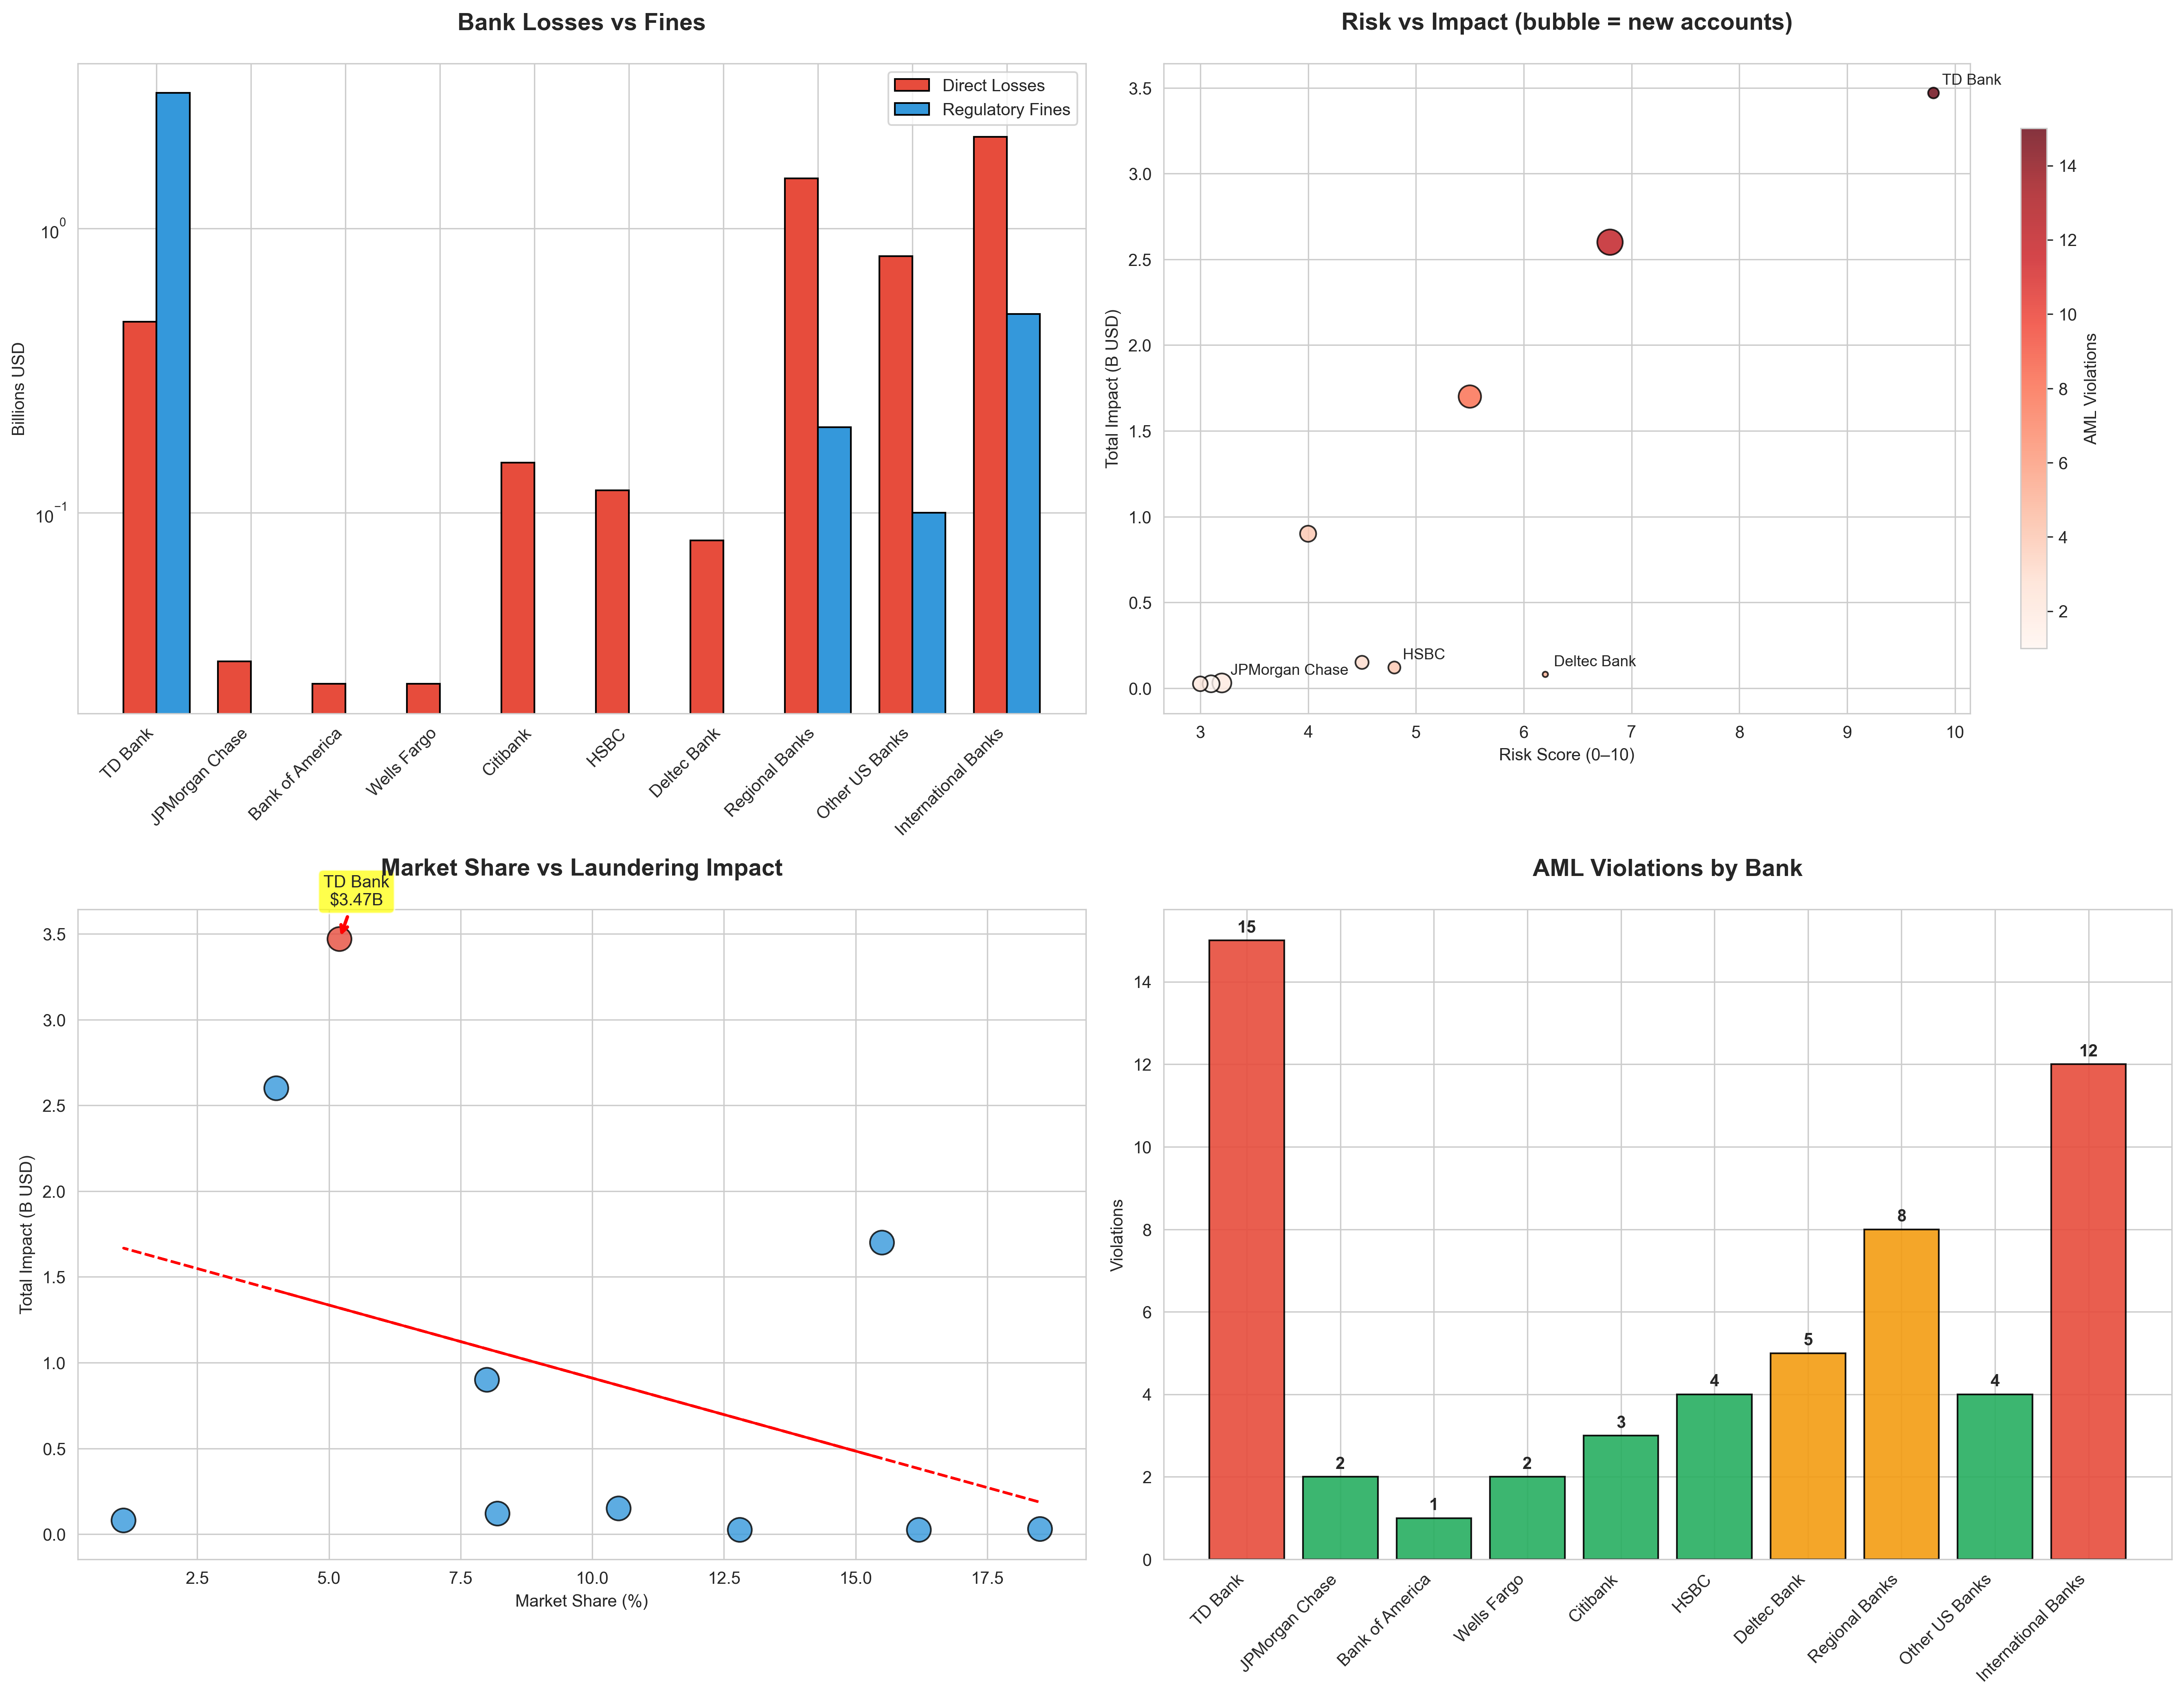 Bank Losses vs Fines
Direct Losses
Regulatory Fines
Billions USD
10^0
10^−1
TD Bank
JPMorgan Chase
Bank of America
Wells Fargo
Citibank
HSBC
Deltec Bank
Regional Banks
Other US Banks
International Banks
Risk vs Impact (bubble = new accounts)
Total Impact (B USD)
3.5
3.0
2.5
2.0
1.5
1.0
0.5
0.0
TD Bank
JPMorgan Chase
HSBC
Deltec Bank
3 4 5 6 7 8 9 10
Risk Score (0–10)
14
12
10
8
6
4
2
AML Violations
Market Share vs Laundering Impact
TD Bank
$3.47B
Total Impact (B USD)
3.5
3.0
2.5
2.0
1.5
1.0
0.5
0.0
2.5 5.0 7.5 10.0 12.5 15.0 17.5
Market Share (%)
AML Violations by Bank
Violations
14
12
10
8
6
4
2
0
15
2
1
2
3
4
5
8
4
12
TD Bank
JPMorgan Chase
Bank of America
Wells Fargo
Citibank
HSBC
Deltec Bank
Regional Banks
Other US Banks
International Banks